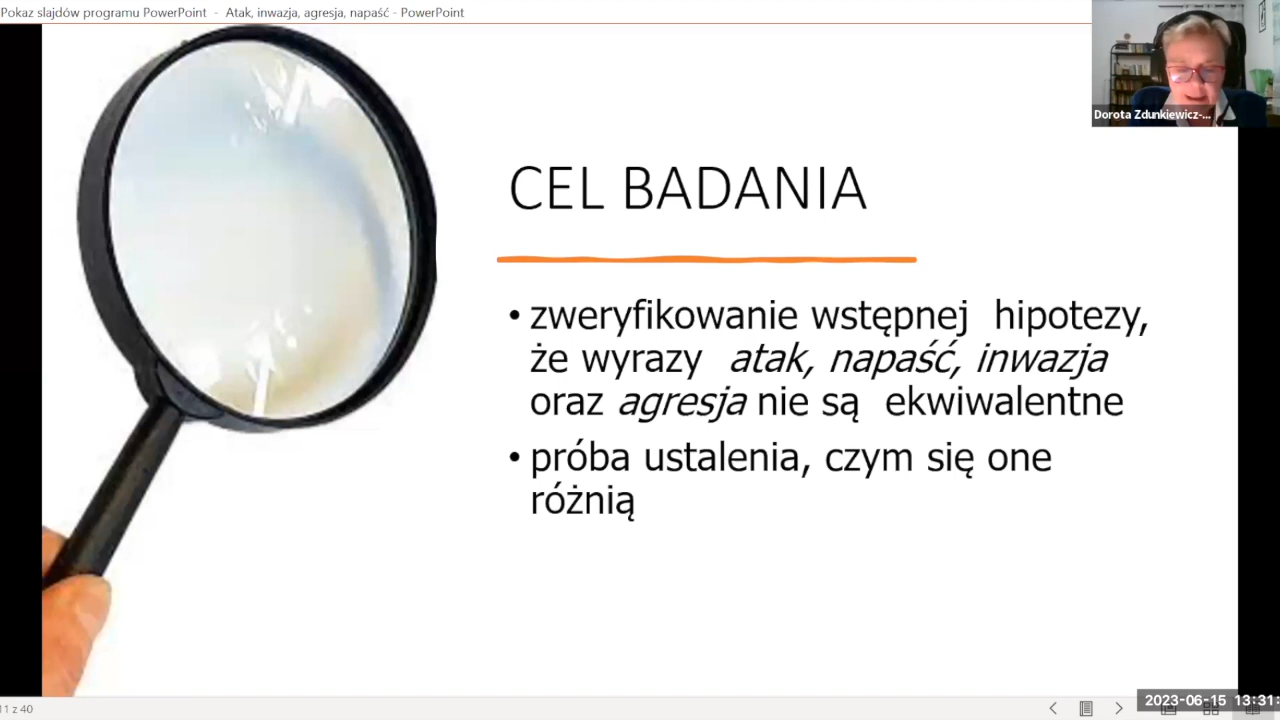 Pokaz slajdów programu PowerPoint - Atak, inwazja, agresja, napaść - PowerPoint
Dorota Zdunkiewicz-...
CEL BADANIA
• zweryfikowanie wstępnej hipotezy,
że wyrazy atak, napaść, inwazja
oraz agresja nie są ekwiwalentne
• próba ustalenia, czym się one
różnią
11 z 40
2023-06-15 13:31: